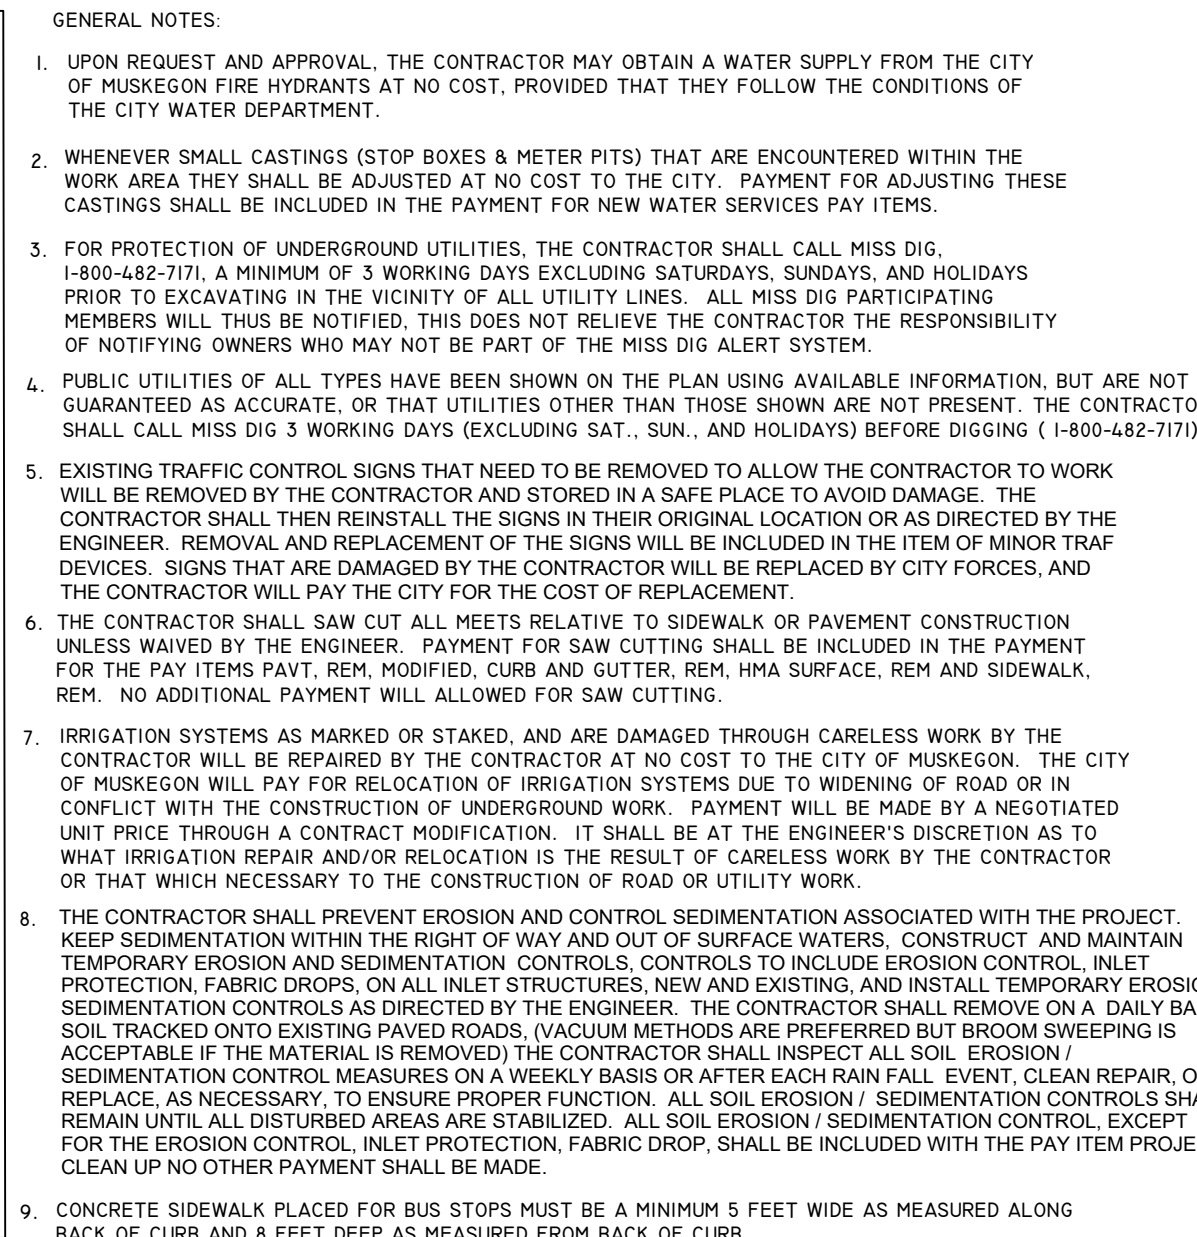 GENERAL NOTES:
1. UPON REQUEST AND APPROVAL, THE CONTRACTOR MAY OBTAIN A WATER SUPPLY FROM THE CITY
OF MUSKEGON FIRE HYDRANTS AT NO COST, PROVIDED THAT THEY FOLLOW THE CONDITIONS OF
THE CITY WATER DEPARTMENT.
2. WHENEVER SMALL CASTINGS (STOP BOXES & METER PITS) THAT ARE ENCOUNTERED WITHIN THE
WORK AREA THEY SHALL BE ADJUSTED AT NO COST TO THE CITY. PAYMENT FOR ADJUSTING THESE
CASTINGS SHALL BE INCLUDED IN THE PAYMENT FOR NEW WATER SERVICES PAY ITEMS.
3. FOR PROTECTION OF UNDERGROUND UTILITIES, THE CONTRACTOR SHALL CALL MISS DIG,
1-800-482-7171, A MINIMUM OF 3 WORKING DAYS EXCLUDING SATURDAYS, SUNDAYS, AND HOLIDAYS
PRIOR TO EXCAVATING IN THE VICINITY OF ALL UTILITY LINES. ALL MISS DIG PARTICIPATING
MEMBERS WILL THUS BE NOTIFIED, THIS DOES NOT RELIEVE THE CONTRACTOR THE RESPONSIBILITY
OF NOTIFYING OWNERS WHO MAY NOT BE PART OF THE MISS DIG ALERT SYSTEM.
4. PUBLIC UTILITIES OF ALL TYPES HAVE BEEN SHOWN ON THE PLAN USING AVAILABLE INFORMATION, BUT ARE NOT
GUARANTEED AS ACCURATE, OR THAT UTILITIES OTHER THAN THOSE SHOWN ARE NOT PRESENT. THE CONTRACTO
SHALL CALL MISS DIG 3 WORKING DAYS (EXCLUDING SAT., SUN., AND HOLIDAYS) BEFORE DIGGING ( 1-800-482-7171)
5. EXISTING TRAFFIC CONTROL SIGNS THAT NEED TO BE REMOVED TO ALLOW THE CONTRACTOR TO WORK
WILL BE REMOVED BY THE CONTRACTOR AND STORED IN A SAFE PLACE TO AVOID DAMAGE. THE
CONTRACTOR SHALL THEN REINSTALL THE SIGNS IN THEIR ORIGINAL LOCATION OR AS DIRECTED BY THE
ENGINEER. REMOVAL AND REPLACEMENT OF THE SIGNS WILL BE INCLUDED IN THE ITEM OF MINOR TRAF
DEVICES. SIGNS THAT ARE DAMAGED BY THE CONTRACTOR WILL BE REPLACED BY CITY FORCES, AND
THE CONTRACTOR WILL PAY THE CITY FOR THE COST OF REPLACEMENT.
6. THE CONTRACTOR SHALL SAW CUT ALL MEETS RELATIVE TO SIDEWALK OR PAVEMENT CONSTRUCTION
UNLESS WAIVED BY THE ENGINEER. PAYMENT FOR SAW CUTTING SHALL BE INCLUDED IN THE PAYMENT
FOR THE PAY ITEMS PAVT, REM, MODIFIED, CURB AND GUTTER, REM, HMA SURFACE, REM AND SIDEWALK,
REM. NO ADDITIONAL PAYMENT WILL ALLOWED FOR SAW CUTTING.
7. IRRIGATION SYSTEMS AS MARKED OR STAKED, AND ARE DAMAGED THROUGH CARELESS WORK BY THE
CONTRACTOR WILL BE REPAIRED BY THE CONTRACTOR AT NO COST TO THE CITY OF MUSKEGON. THE CITY
OF MUSKEGON WILL PAY FOR RELOCATION OF IRRIGATION SYSTEMS DUE TO WIDENING OF ROAD OR IN
CONFLICT WITH THE CONSTRUCTION OF UNDERGROUND WORK. PAYMENT WILL BE MADE BY A NEGOTIATED
UNIT PRICE THROUGH A CONTRACT MODIFICATION. IT SHALL BE AT THE ENGINEER'S DISCRETION AS TO
WHAT IRRIGATION REPAIR AND/OR RELOCATION IS THE RESULT OF CARELESS WORK BY THE CONTRACTOR
OR THAT WHICH NECESSARY TO THE CONSTRUCTION OF ROAD OR UTILITY WORK.
8. THE CONTRACTOR SHALL PREVENT EROSION AND CONTROL SEDIMENTATION ASSOCIATED WITH THE PROJECT.
KEEP SEDIMENTATION WITHIN THE RIGHT OF WAY AND OUT OF SURFACE WATERS, CONSTRUCT AND MAINTAIN
TEMPORARY EROSION AND SEDIMENTATION CONTROLS, CONTROLS TO INCLUDE EROSION CONTROL, INLET
PROTECTION, FABRIC DROPS, ON ALL INLET STRUCTURES, NEW AND EXISTING, AND INSTALL TEMPORARY EROSIO
SEDIMENTATION CONTROLS AS DIRECTED BY THE ENGINEER. THE CONTRACTOR SHALL REMOVE ON A DAILY BA
SOIL TRACKED ONTO EXISTING PAVED ROADS, (VACUUM METHODS ARE PREFERRED BUT BROOM SWEEPING IS
ACCEPTABLE IF THE MATERIAL IS REMOVED) THE CONTRACTOR SHALL INSPECT ALL SOIL EROSION /
SEDIMENTATION CONTROL MEASURES ON A WEEKLY BASIS OR AFTER EACH RAIN FALL EVENT, CLEAN REPAIR, O
REPLACE, AS NECESSARY, TO ENSURE PROPER FUNCTION. ALL SOIL EROSION / SEDIMENTATION CONTROLS SHA
REMAIN UNTIL ALL DISTURBED AREAS ARE STABILIZED. ALL SOIL EROSION / SEDIMENTATION CONTROL, EXCEPT
FOR THE EROSION CONTROL, INLET PROTECTION, FABRIC DROP, SHALL BE INCLUDED WITH THE PAY ITEM PROJE
CLEAN UP NO OTHER PAYMENT SHALL BE MADE.
9. CONCRETE SIDEWALK PLACED FOR BUS STOPS MUST BE A MINIMUM 5 FEET WIDE AS MEASURED ALONG
BACK OF CURB AND 8 FEET DEEP AS MEASURED FROM BACK OF CURB